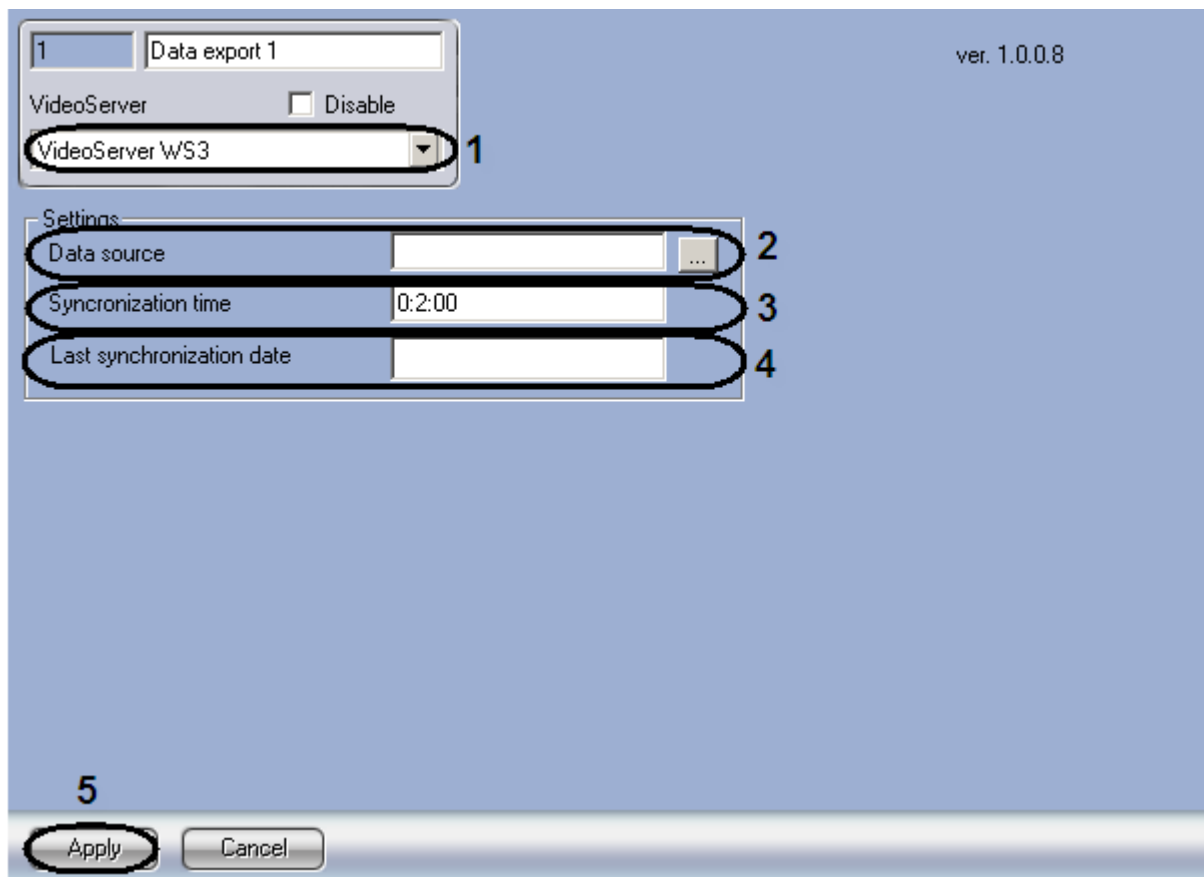 1 Data export 1
ver. 1.0.0.8
VideoServer Disable
VideoServer WS3 1
Settings
Data source ... 2
Syncronization time 0:2:00 3
Last synchronization date 4
5
Apply Cancel